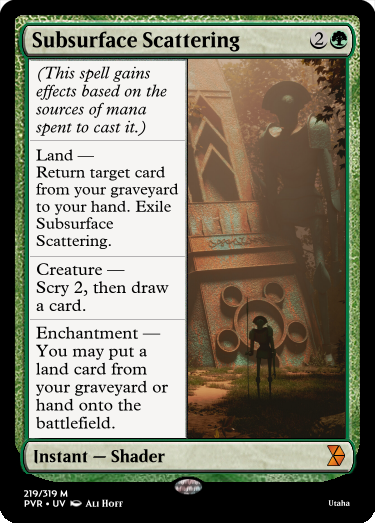 Subsurface Scattering 2
(This spell gains
effects based on the
sources of mana
spent to cast it.)
Land —
Return target card
from your graveyard
to your hand. Exile
Subsurface
Scattering.
Creature —
Scry 2, then draw
a card.
Enchantment —
You may put a
land card from
your graveyard or
hand onto the
battlefield.
Instant — Shader
219/319 M
PVR • UV Ali Hoff
Utaha